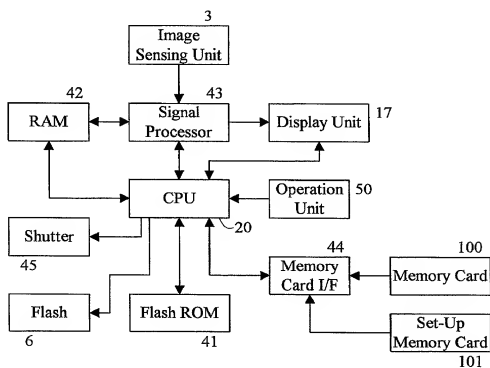 3
Image
Sensing Unit
42
43
17
RAM
Signal
Processor
Display Unit
CPU
Operation
Unit
50
20
Shutter
45
44
100
Memory
Card I/F
Memory Card
Flash
6
Flash ROM
41
Set-Up
Memory Card
101